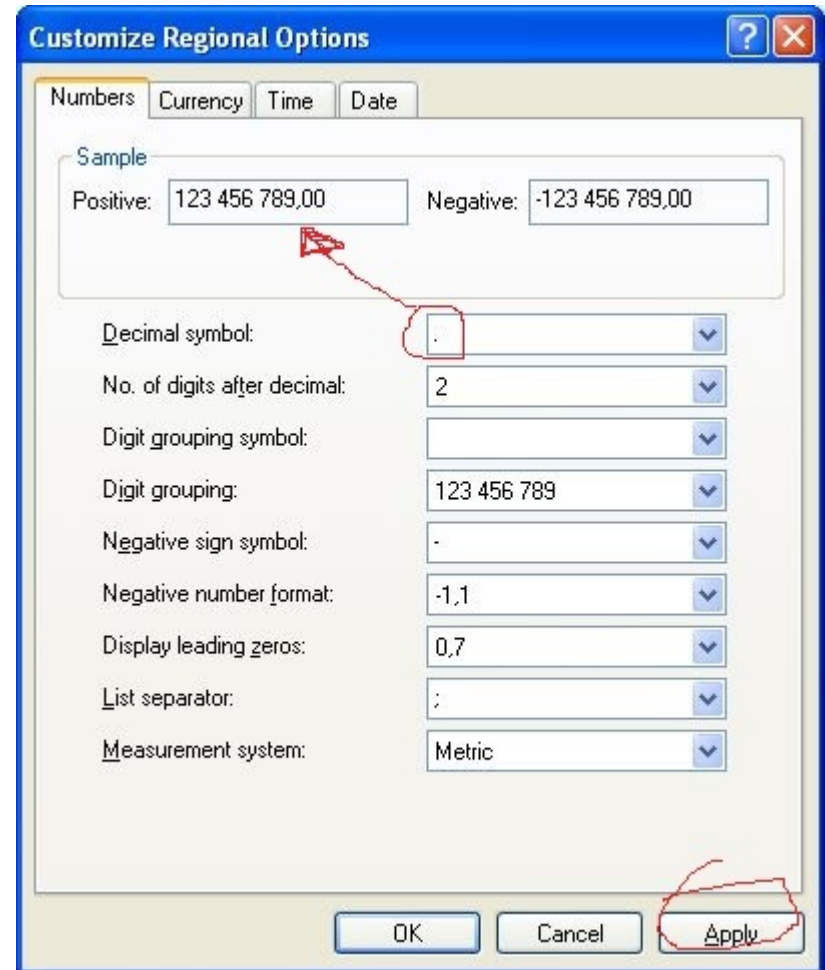 Customize Regional Options
Numbers Currency Time Date
Sample
Positive: 123 456 789,00 Negative: -123 456 789,00
Decimal symbol: .
No. of digits after decimal: 2
Digit grouping symbol:
Digit grouping: 123 456 789
Negative sign symbol: -
Negative number format: -1,1
Display leading zeros: 0,7
List separator: ;
Measurement system: Metric
OK Cancel Apply